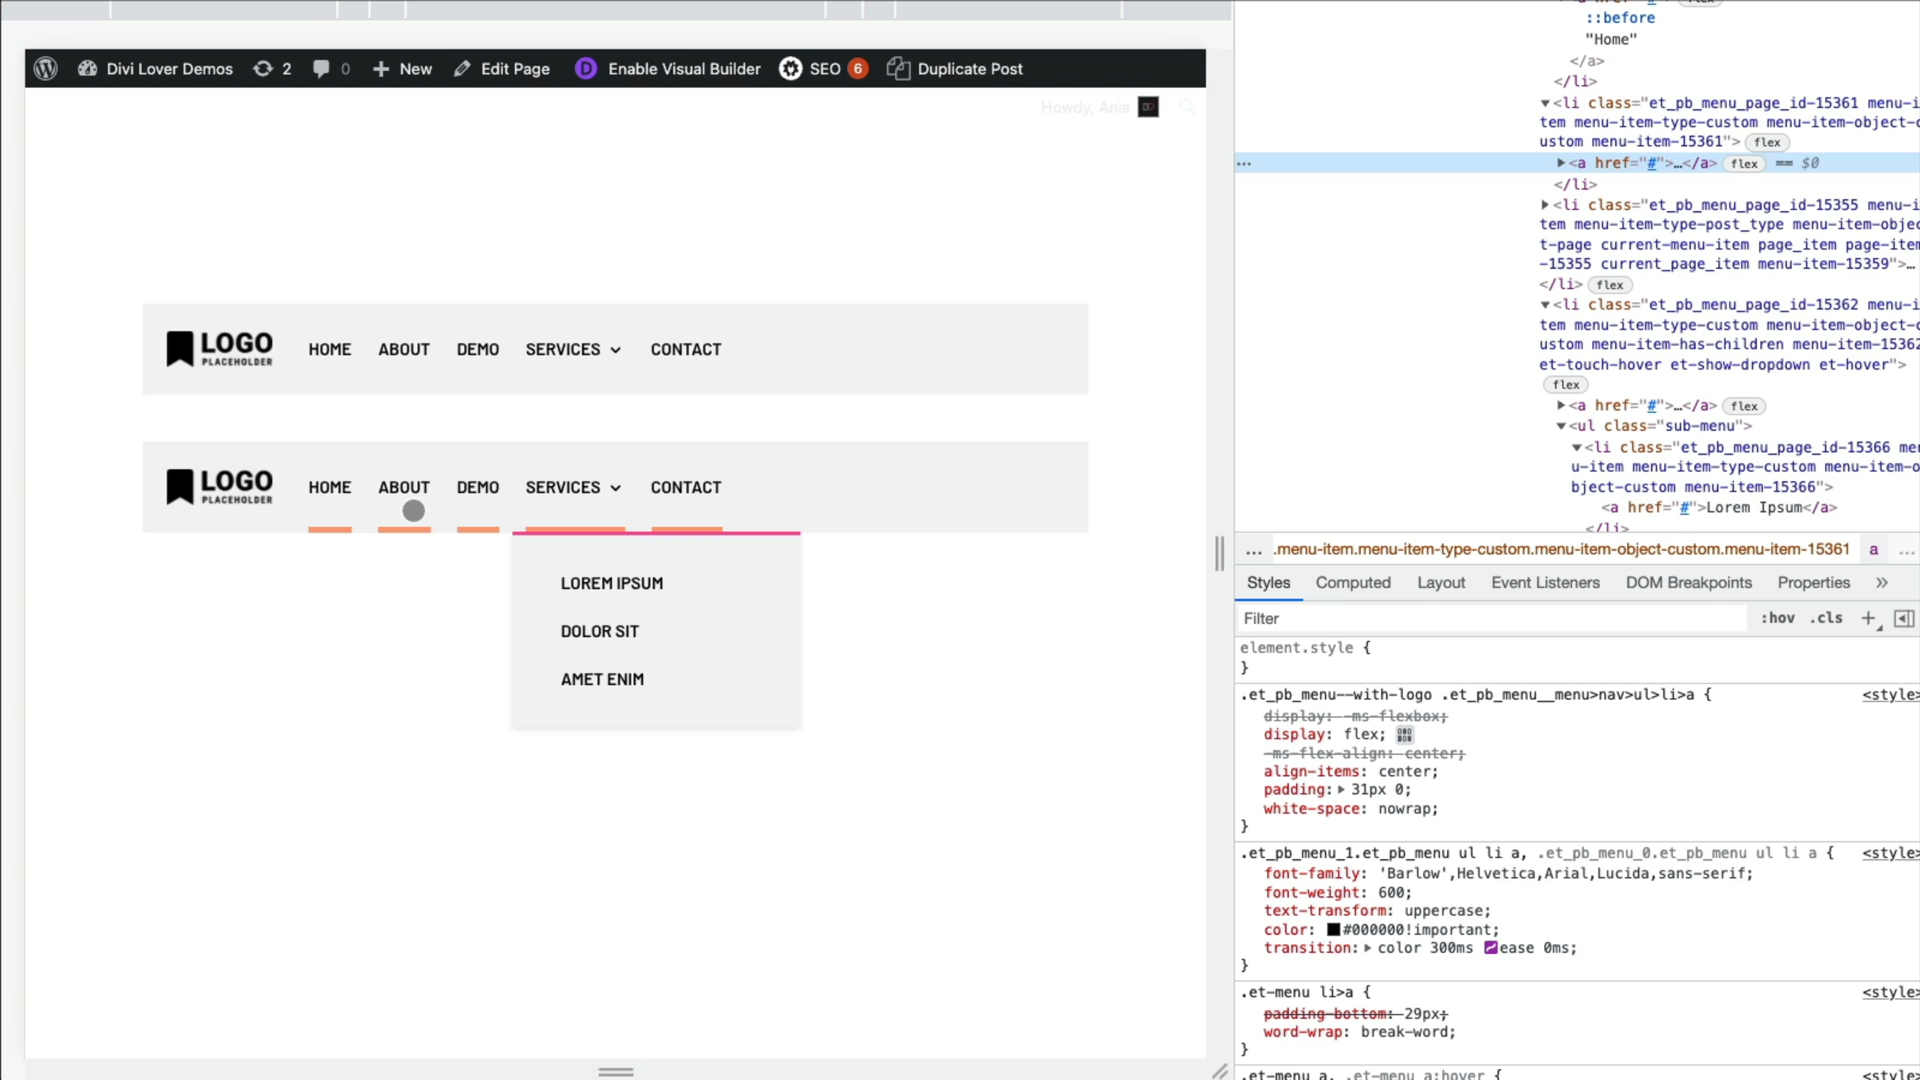 Divi Lover Demos 2 0 New Edit Page D Enable Visual Builder SEO 6 Duplicate Post
Howdy, Ania
LOGO PLACEHOLDER HOME ABOUT DEMO SERVICES CONTACT
LOGO PLACEHOLDER HOME ABOUT DEMO SERVICES CONTACT
LOREM IPSUM
DOLOR SIT
AMET ENIM
::before
"Home"
</a>
</li>
▼<li class="et_pb_menu_page_id-15361 menu-i
tem menu-item-type-custom menu-item-object-c
ustom menu-item-15361"> flex
… ▶<a href="#">…</a> flex == $0
</li>
▶<li class="et_pb_menu_page_id-15355 menu-i
tem menu-item-type-post_type menu-item-objec
t-page current-menu-item page_item page-item
-15355 current_page_item menu-item-15359">…
</li> flex
▼<li class="et_pb_menu_page_id-15362 menu-i
tem menu-item-type-custom menu-item-object-c
ustom menu-item-has-children menu-item-15362
et-touch-hover et-show-dropdown et-hover">
flex
▶<a href="#">…</a> flex
▼<ul class="sub-menu">
▼<li class="et_pb_menu_page_id-15366 men
u-item menu-item-type-custom menu-item-o
bject-custom menu-item-15366">
<a href="#">Lorem Ipsum</a>
</li>
… .menu-item.menu-item-type-custom.menu-item-object-custom.menu-item-15361 a …
Styles Computed Layout Event Listeners DOM Breakpoints Properties »
Filter :hov .cls +
element.style {
}
.et_pb_menu--with-logo .et_pb_menu__menu>nav>ul>li>a { <style>
display: -ms-flexbox;
display: flex;
-ms-flex-align: center;
align-items: center;
padding: ▶ 31px 0;
white-space: nowrap;
}
.et_pb_menu_1.et_pb_menu ul li a, .et_pb_menu_0.et_pb_menu ul li a { <style>
font-family: 'Barlow',Helvetica,Arial,Lucida,sans-serif;
font-weight: 600;
text-transform: uppercase;
color: #000000!important;
transition: ▶ color 300ms ease 0ms;
}
.et-menu li>a { <style>
padding-bottom: 29px;
word-wrap: break-word;
}
.et-menu a, .et-menu a:hover { <style>